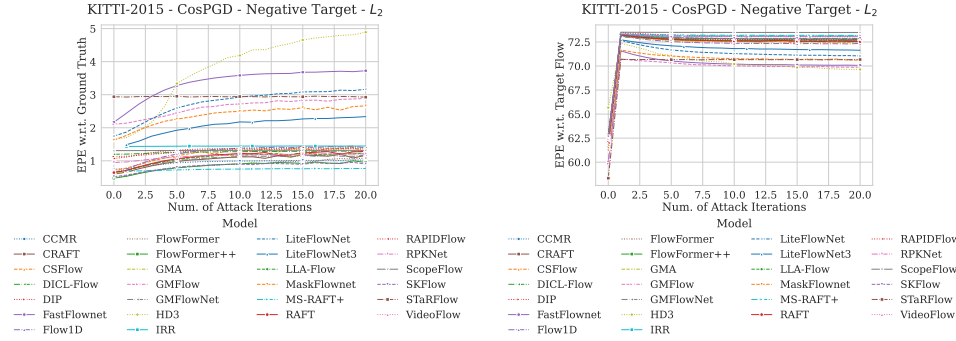 KITTI-2015 - CosPGD - Negative Target - L₂
EPE w.r.t. Ground Truth
5
4
3
2
1
0.0 2.5 5.0 7.5 10.0 12.5 15.0 17.5 20.0
Num. of Attack Iterations
Model
CCMR FlowFormer LiteFlowNet RAPIDFlow
CRAFT FlowFormer++ LiteFlowNet3 RPKNet
CSFlow GMA LLA-Flow ScopeFlow
DICL-Flow GMFlow MaskFlownet SKFlow
DIP GMFlowNet MS-RAFT+ STaRFlow
FastFlownet HD3 RAFT VideoFlow
Flow1D IRR
KITTI-2015 - CosPGD - Negative Target - L₂
EPE w.r.t. Target Flow
72.5
70.0
67.5
65.0
62.5
60.0
0.0 2.5 5.0 7.5 10.0 12.5 15.0 17.5 20.0
Num. of Attack Iterations
Model
CCMR FlowFormer LiteFlowNet RAPIDFlow
CRAFT FlowFormer++ LiteFlowNet3 RPKNet
CSFlow GMA LLA-Flow ScopeFlow
DICL-Flow GMFlow MaskFlownet SKFlow
DIP GMFlowNet MS-RAFT+ STaRFlow
FastFlownet HD3 RAFT VideoFlow
Flow1D IRR